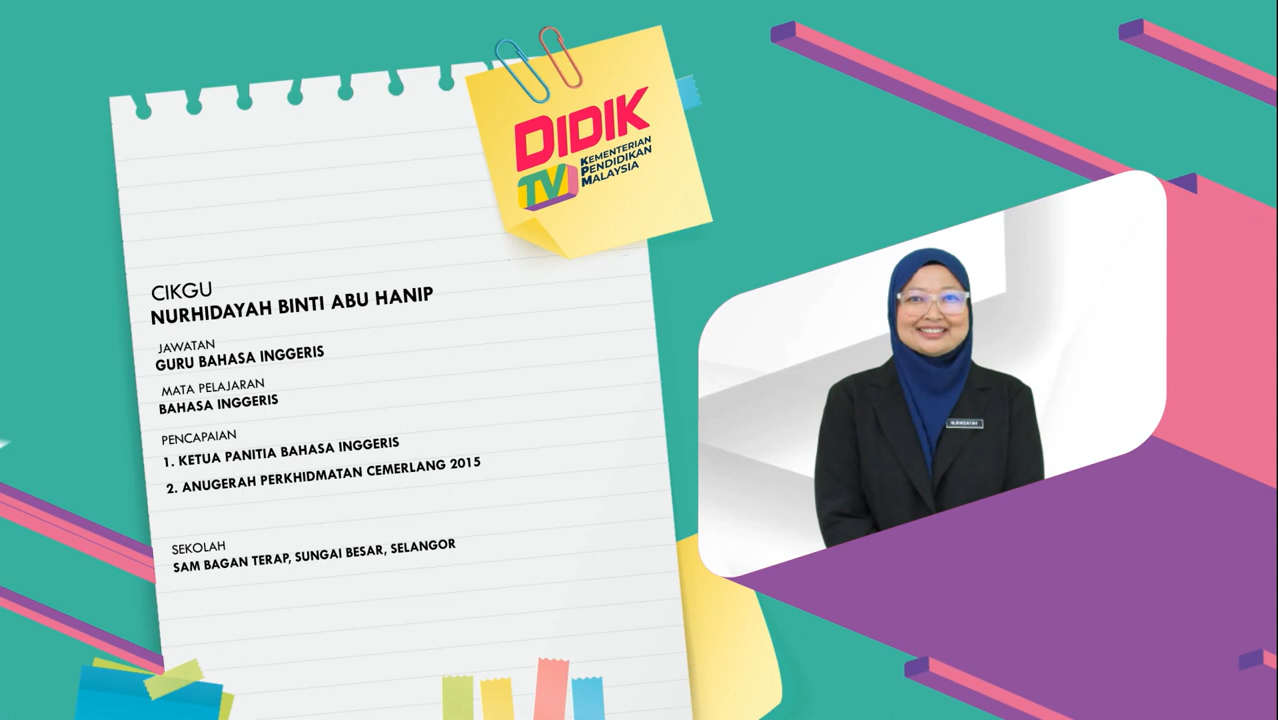 DIDIK
TV
KEMENTERIAN
PENDIDIKAN
MALAYSIA
CIKGU
NURHIDAYAH BINTI ABU HANIP
JAWATAN
GURU BAHASA INGGERIS
MATA PELAJARAN
BAHASA INGGERIS
PENCAPAIAN
1. KETUA PANITIA BAHASA INGGERIS
2. ANUGERAH PERKHIDMATAN CEMERLANG 2015
SEKOLAH
SAM BAGAN TERAP, SUNGAI BESAR, SELANGOR
NURHIDAYAH